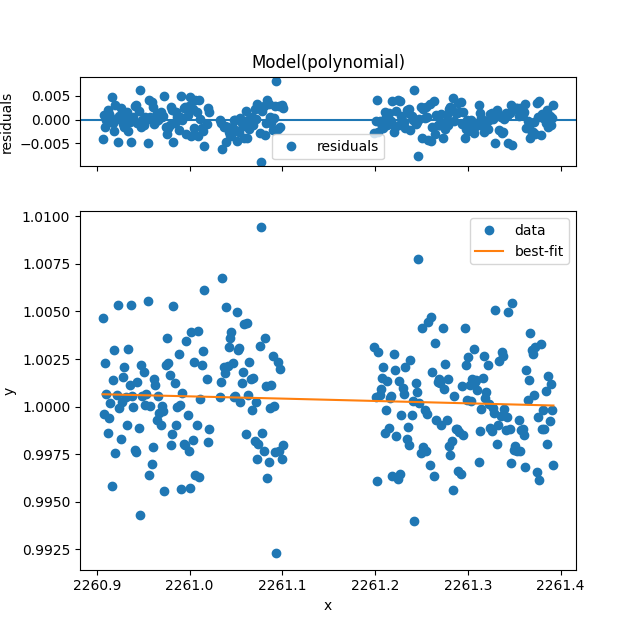 Model(polynomial)
residuals
0.005
0.000
−0.005
residuals
y
1.0100
1.0075
1.0050
1.0025
1.0000
0.9975
0.9950
0.9925
data
best-fit
2260.9 2261.0 2261.1 2261.2 2261.3 2261.4
x